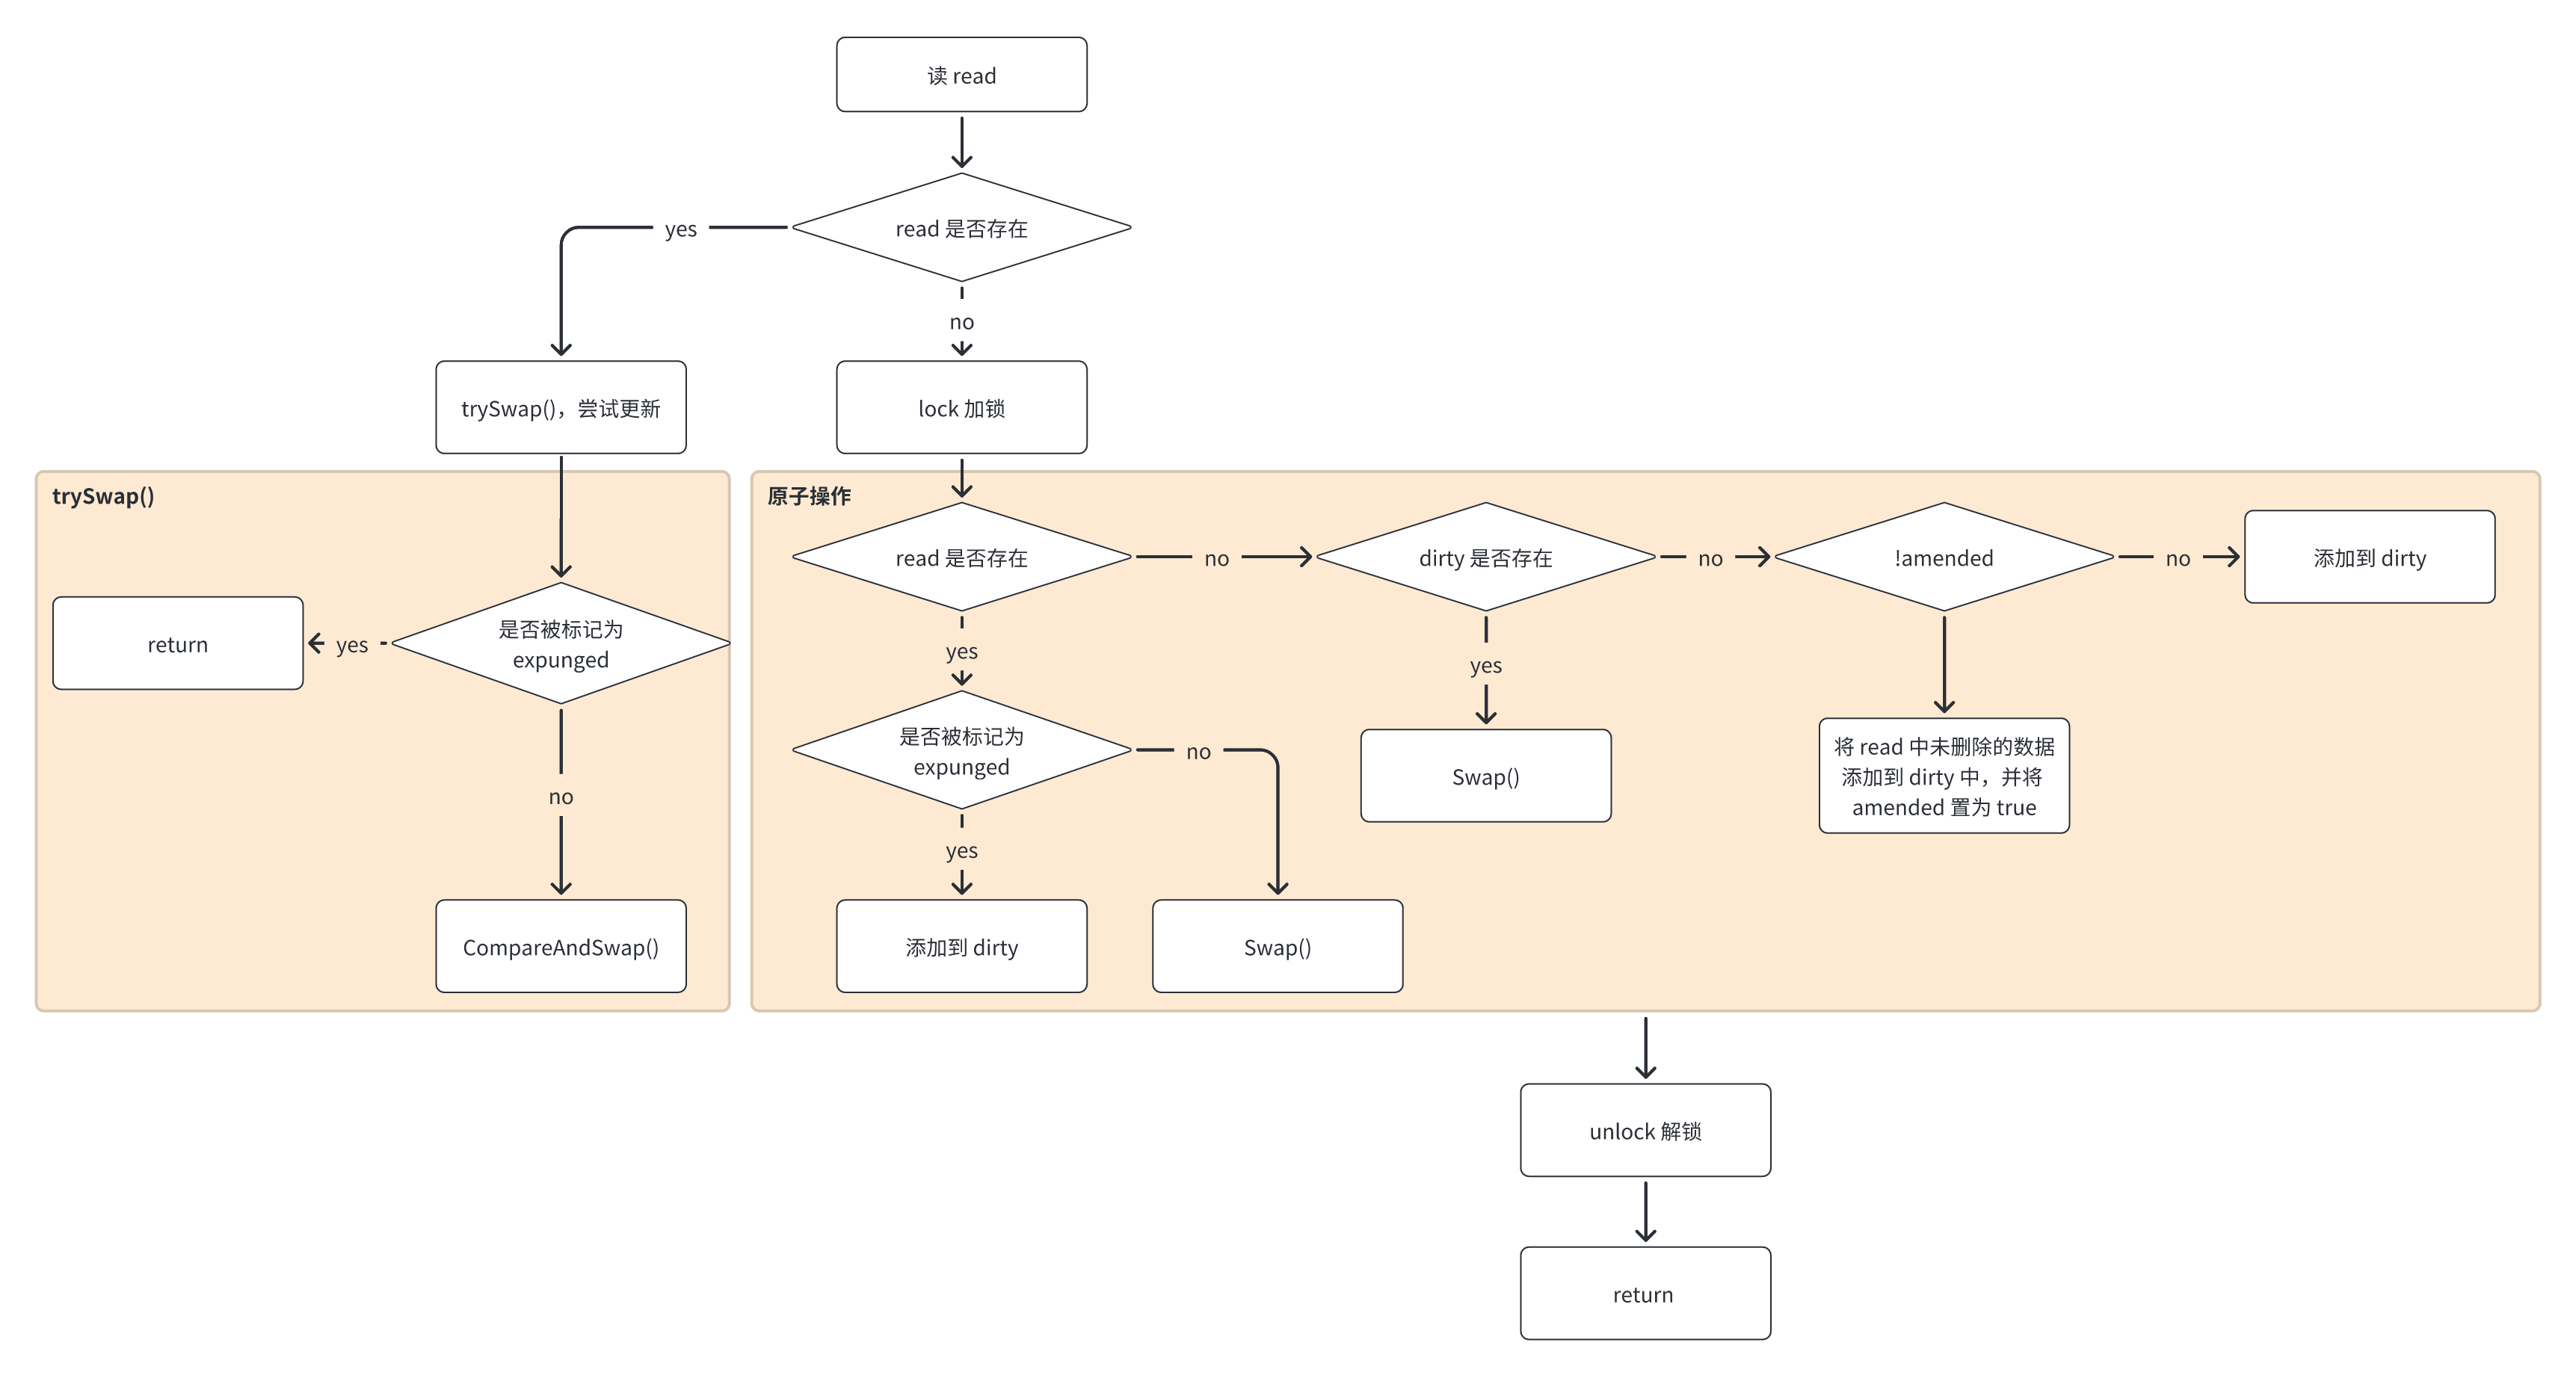 读 read
read 是否存在
yes
no
trySwap()，尝试更新
lock 加锁
trySwap()
是否被标记为
expunged
yes
return
no
CompareAndSwap()
原子操作
read 是否存在
no
dirty 是否存在
no
!amended
no
添加到 dirty
yes
yes
是否被标记为
expunged
no
Swap()
将 read 中未删除的数据
添加到 dirty 中，并将
amended 置为 true
yes
添加到 dirty
Swap()
unlock 解锁
return